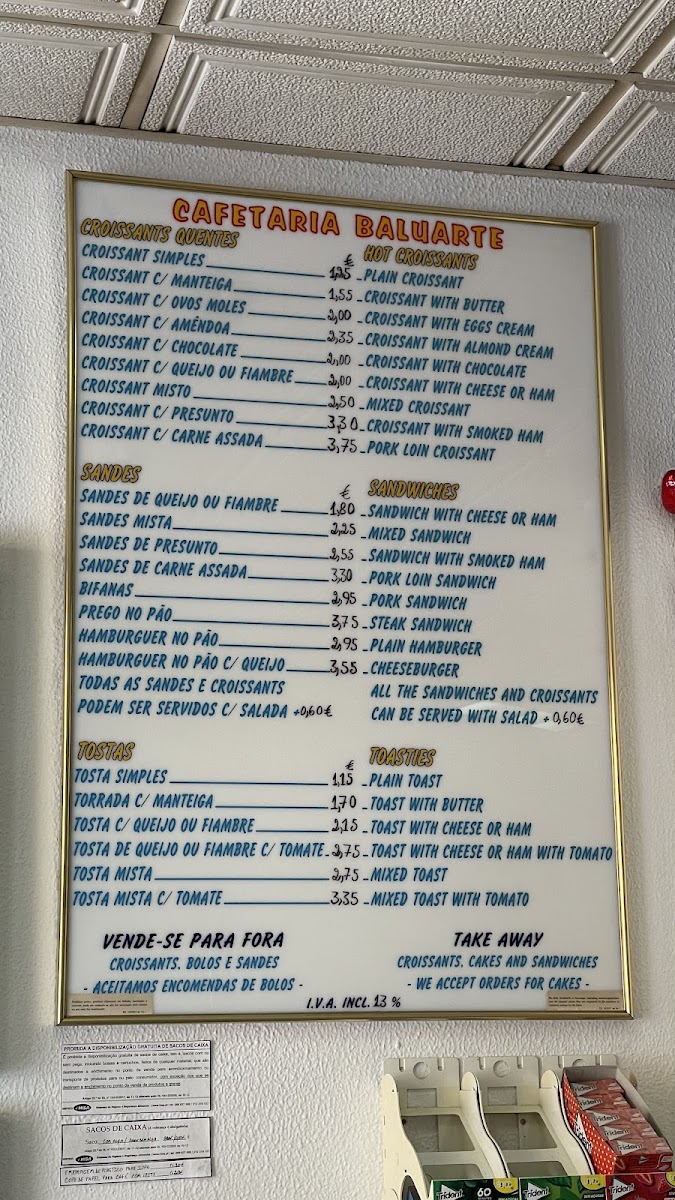 CAFETARIA BALUARTE
CROISSANTS QUENTES € HOT CROISSANTS
CROISSANT SIMPLES 1,25 PLAIN CROISSANT
CROISSANT C/ MANTEIGA 1,55 CROISSANT WITH BUTTER
CROISSANT C/ OVOS MOLES 2,00 CROISSANT WITH EGGS CREAM
CROISSANT C/ AMÊNDOA 2,35 CROISSANT WITH ALMOND CREAM
CROISSANT C/ CHOCOLATE 2,00 CROISSANT WITH CHOCOLATE
CROISSANT C/ QUEIJO OU FIAMBRE 2,00 CROISSANT WITH CHEESE OR HAM
CROISSANT MISTO 2,50 MIXED CROISSANT
CROISSANT C/ PRESUNTO 3,30 CROISSANT WITH SMOKED HAM
CROISSANT C/ CARNE ASSADA 3,75 PORK LOIN CROISSANT
SANDES € SANDWICHES
SANDES DE QUEIJO OU FIAMBRE 1,80 SANDWICH WITH CHEESE OR HAM
SANDES MISTA 2,25 MIXED SANDWICH
SANDES DE PRESUNTO 2,55 SANDWICH WITH SMOKED HAM
SANDES DE CARNE ASSADA 3,30 PORK LOIN SANDWICH
BIFANAS 2,95 PORK SANDWICH
PREGO NO PÃO 3,75 STEAK SANDWICH
HAMBURGUER NO PÃO 2,95 PLAIN HAMBURGER
HAMBURGUER NO PÃO C/ QUEIJO 3,55 CHEESEBURGER
TODAS AS SANDES E CROISSANTS ALL THE SANDWICHES AND CROISSANTS
PODEM SER SERVIDOS C/ SALADA +0,60€ CAN BE SERVED WITH SALAD +0,60€
TOSTAS € TOASTIES
TOSTA SIMPLES 1,15 PLAIN TOAST
TORRADA C/ MANTEIGA 1,70 TOAST WITH BUTTER
TOSTA C/ QUEIJO OU FIAMBRE 2,15 TOAST WITH CHEESE OR HAM
TOSTA DE QUEIJO OU FIAMBRE C/ TOMATE 2,75 TOAST WITH CHEESE OR HAM WITH TOMATO
TOSTA MISTA 2,75 MIXED TOAST
TOSTA MISTA C/ TOMATE 3,35 MIXED TOAST WITH TOMATO
VENDE-SE PARA FORA TAKE AWAY
CROISSANTS. BOLOS E SANDES CROISSANTS. CAKES AND SANDWICHES
- ACEITAMOS ENCOMENDAS DE BOLOS - - WE ACCEPT ORDERS FOR CAKES -
I.V.A. INCL. 13 %
PROIBIDA A DISPONIBILIZAÇÃO GRATUITA DE SACOS DE CAIXA
SACOS DE CAIXA
Trident
Trident 60 Trident Trident